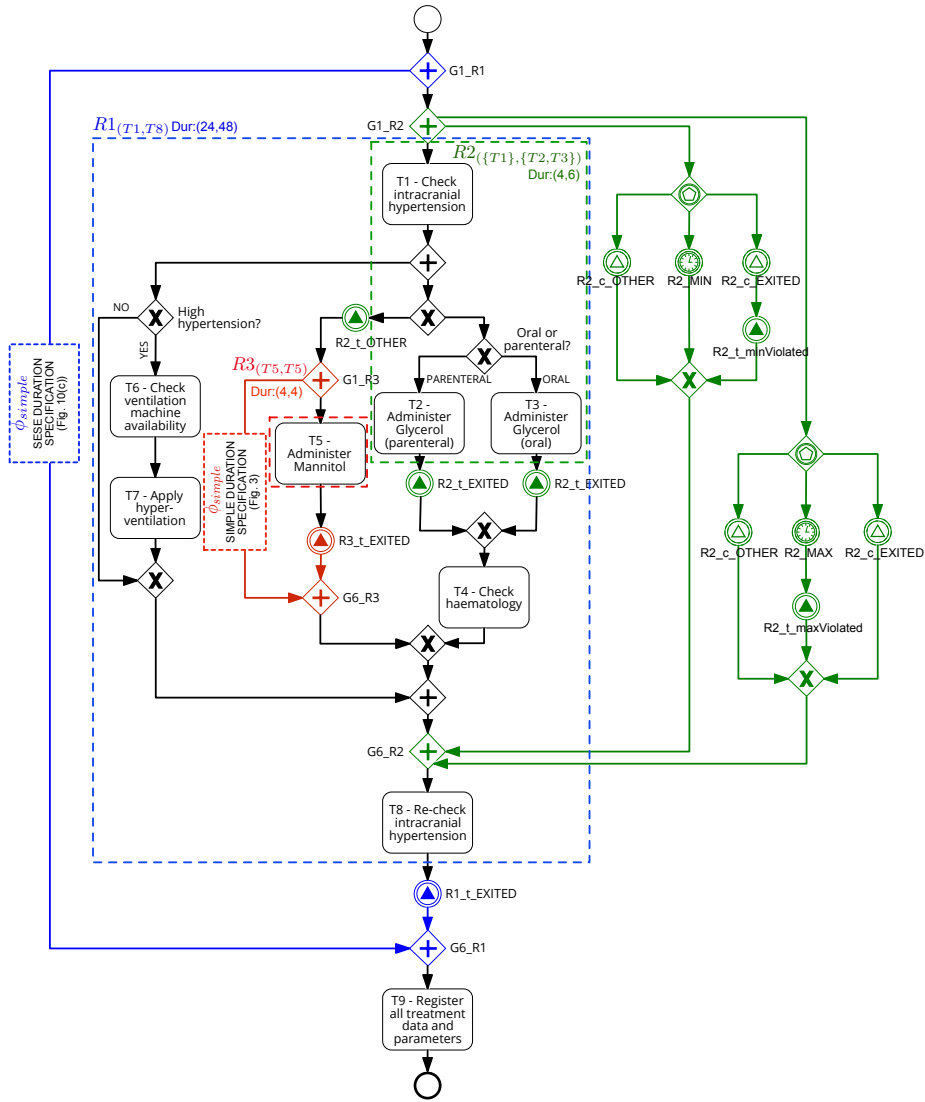 G1_R1
R1(T1,T8) Dur:(24,48)
G1_R2
R2({T1},{T2,T3})
Dur:(4,6)
T1 - Check
intracranial
hypertension
R2_c_OTHER
R2_MIN
R2_c_EXITED
R2_t_minViolated
NO
High
hypertension?
YES
R2_t_OTHER
Oral or
parenteral?
R3(T5,T5)
Dur:(4,4)
G1_R3
PARENTERAL
ORAL
ϕsimple
SESE DURATION
SPECIFICATION
(Fig. 10(c))
T6 - Check
ventilation
machine
availability
T2 -
Administer
Glycerol
(parenteral)
T3 -
Administer
Glycerol
(oral)
T5 -
Administer
Mannitol
ϕsimple
SIMPLE DURATION
SPECIFICATION
(Fig. 3)
R2_t_EXITED
R2_t_EXITED
T7 - Apply
hyper-
ventilation
R3_t_EXITED
R2_c_OTHER
R2_MAX
R2_c_EXITED
R2_t_maxViolated
G6_R3
T4 - Check
haematology
G6_R2
T8 - Re-check
intracranial
hypertension
R1_t_EXITED
G6_R1
T9 - Register
all treatment
data and
parameters